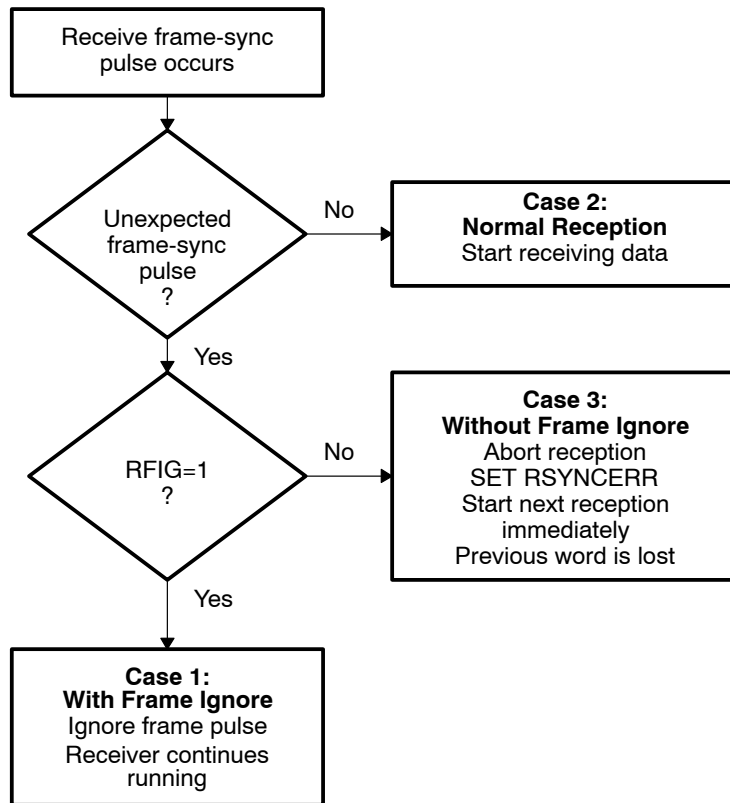 Receive frame-sync
pulse occurs
Unexpected
frame-sync
pulse
?
No
Case 2:
Normal Reception
Start receiving data
Yes
RFIG=1
?
No
Case 3:
Without Frame Ignore
Abort reception
SET RSYNCERR
Start next reception
immediately
Previous word is lost
Yes
Case 1:
With Frame Ignore
Ignore frame pulse
Receiver continues
running